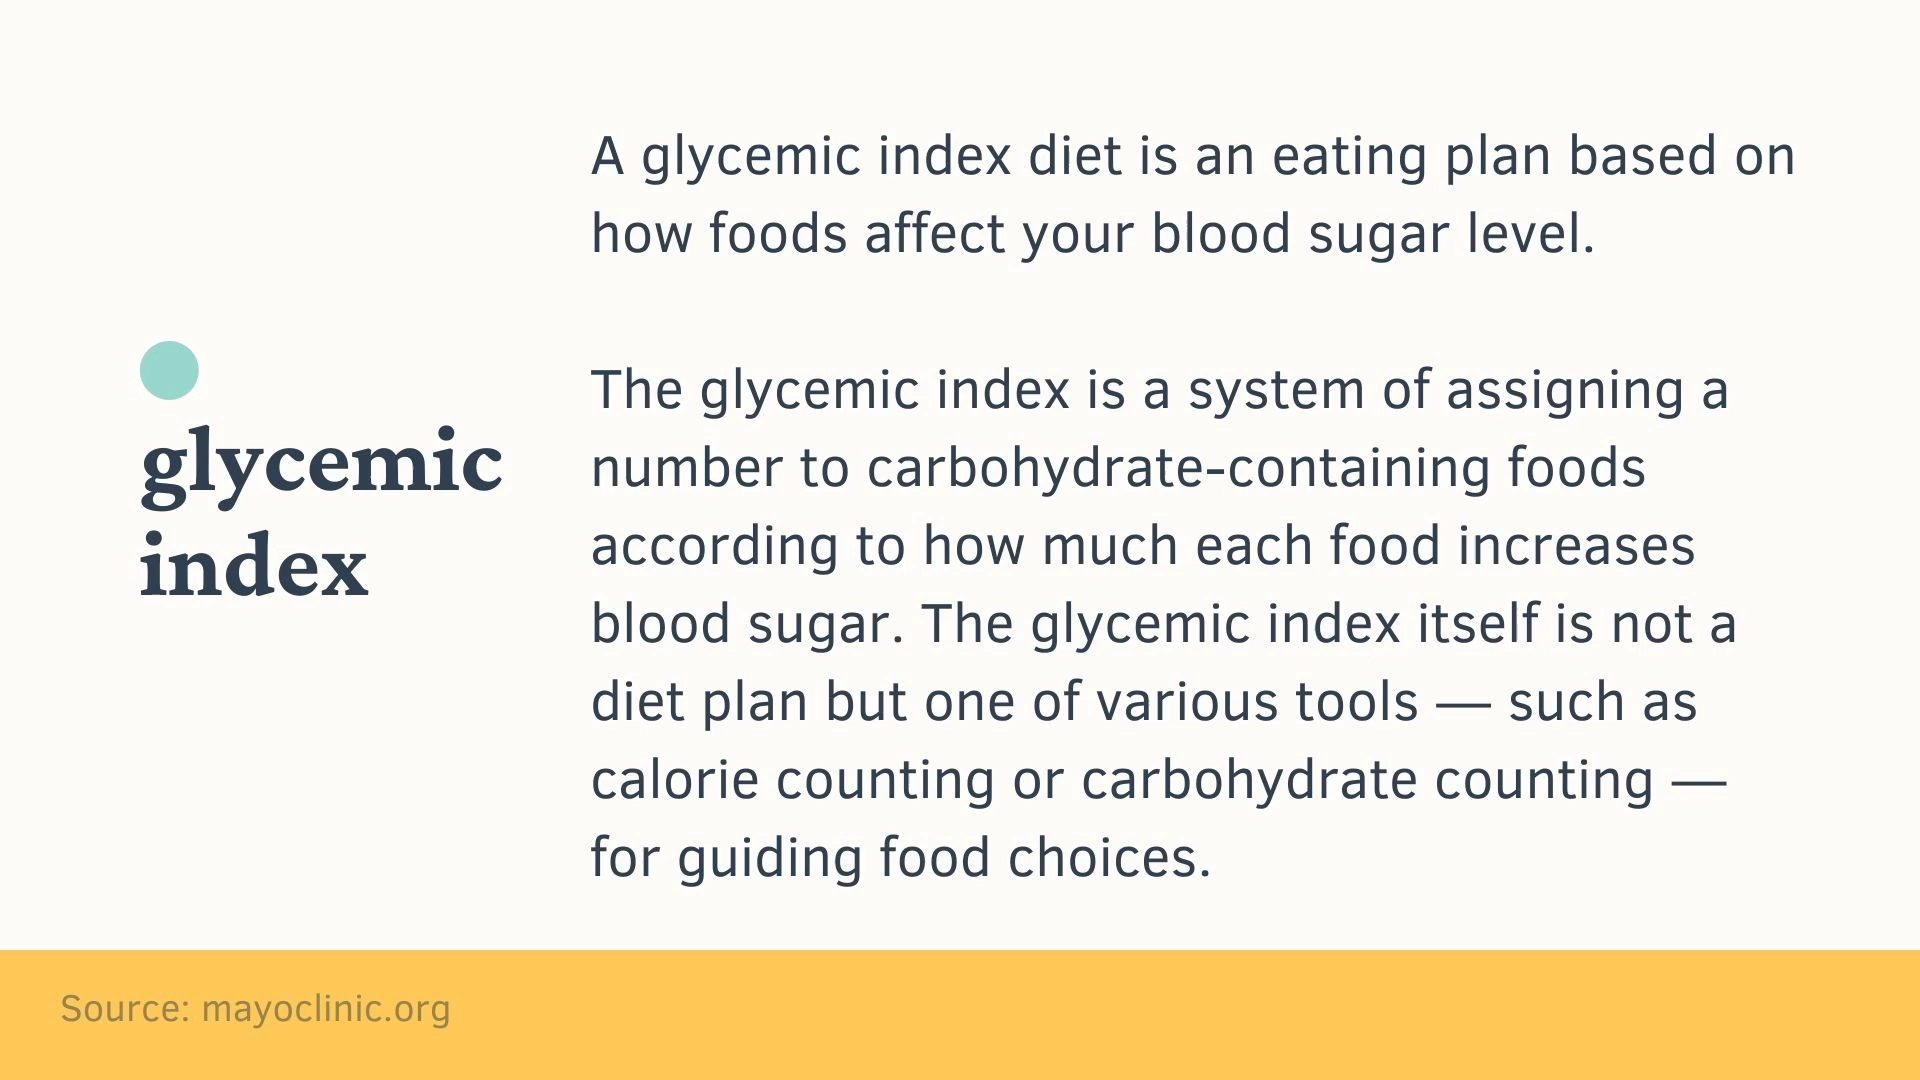 glycemic
index
A glycemic index diet is an eating plan based on
how foods affect your blood sugar level.
The glycemic index is a system of assigning a
number to carbohydrate-containing foods
according to how much each food increases
blood sugar. The glycemic index itself is not a
diet plan but one of various tools — such as
calorie counting or carbohydrate counting —
for guiding food choices.
Source: mayoclinic.org